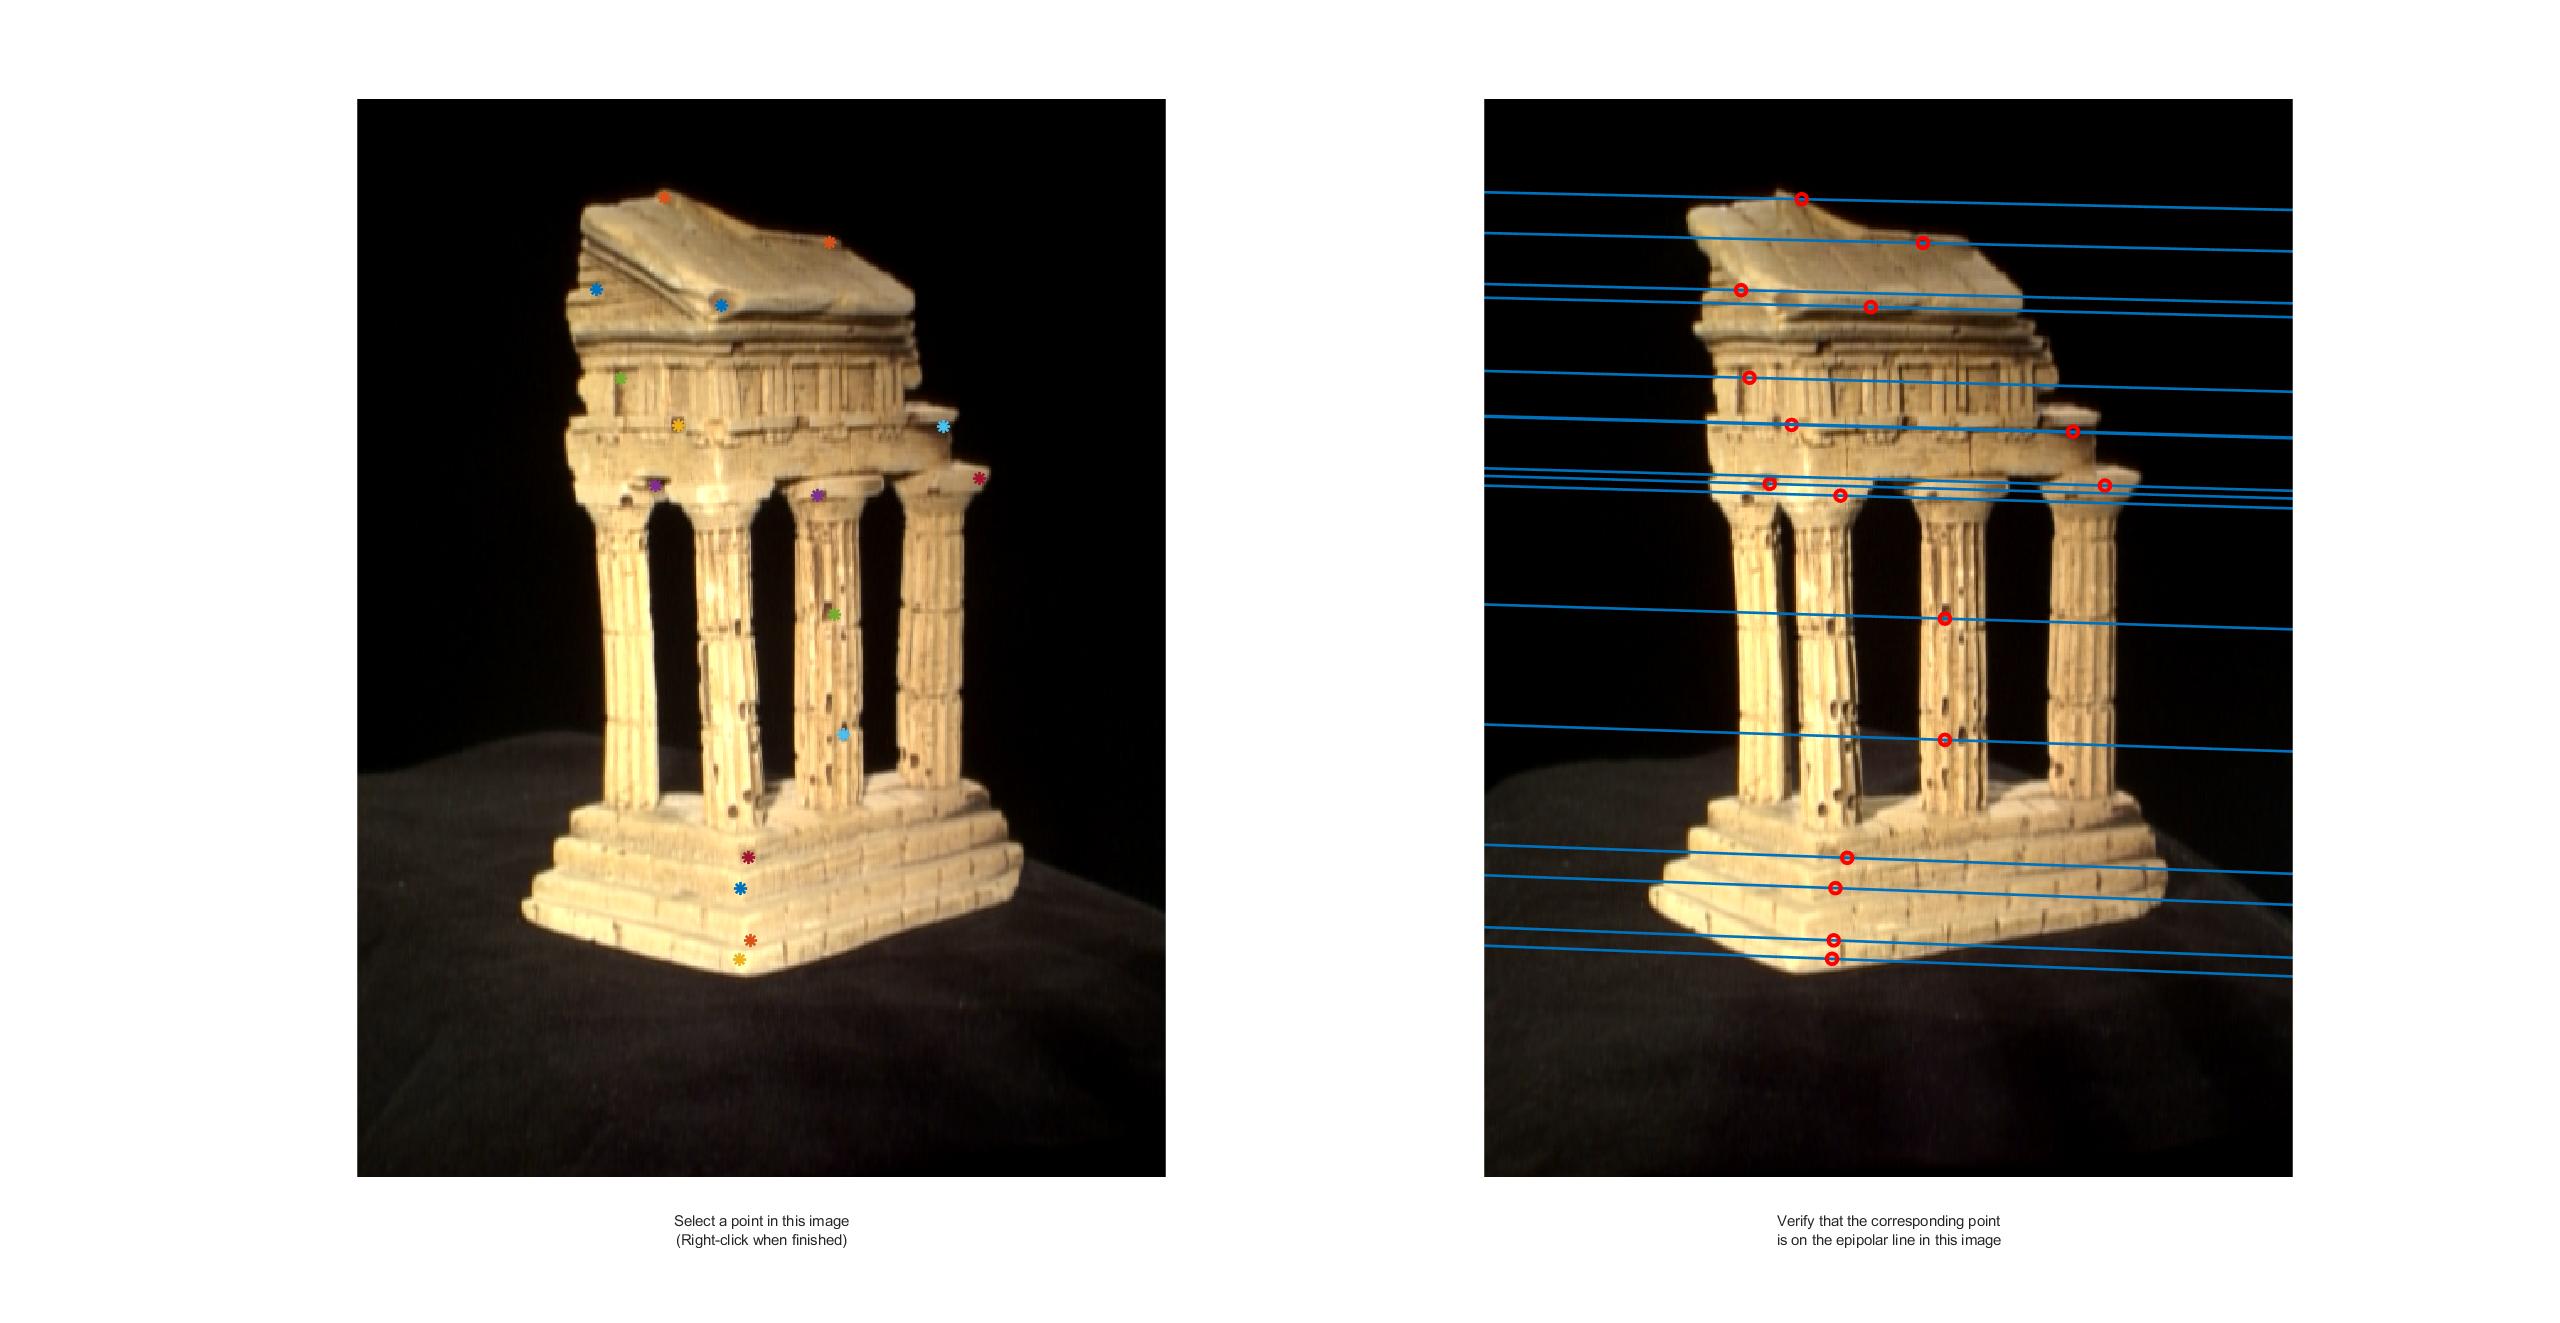 Select a point in this image
(Right-click when finished)
Verify that the corresponding point
is on the epipolar line in this image